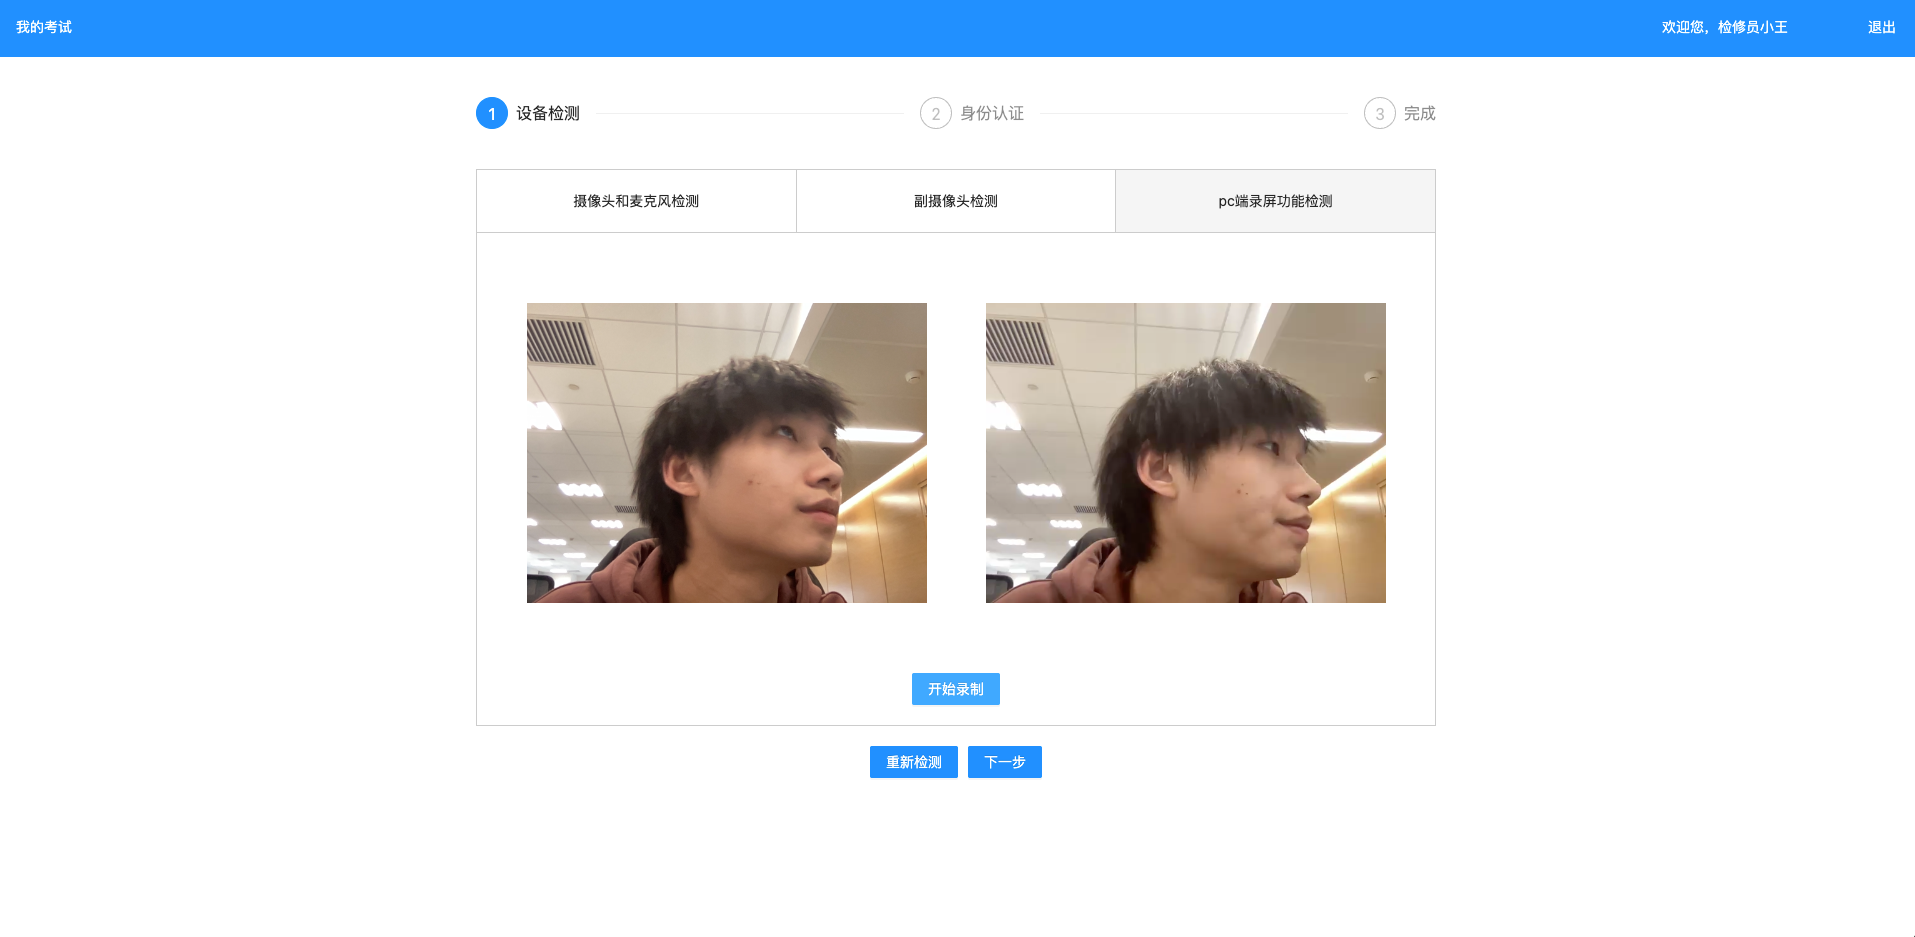 我的考试
欢迎您，检修员小王
退出
1 设备检测
2 身份认证
3 完成
摄像头和麦克风检测
副摄像头检测
pc端录屏功能检测
开始录制
重新检测
下一步